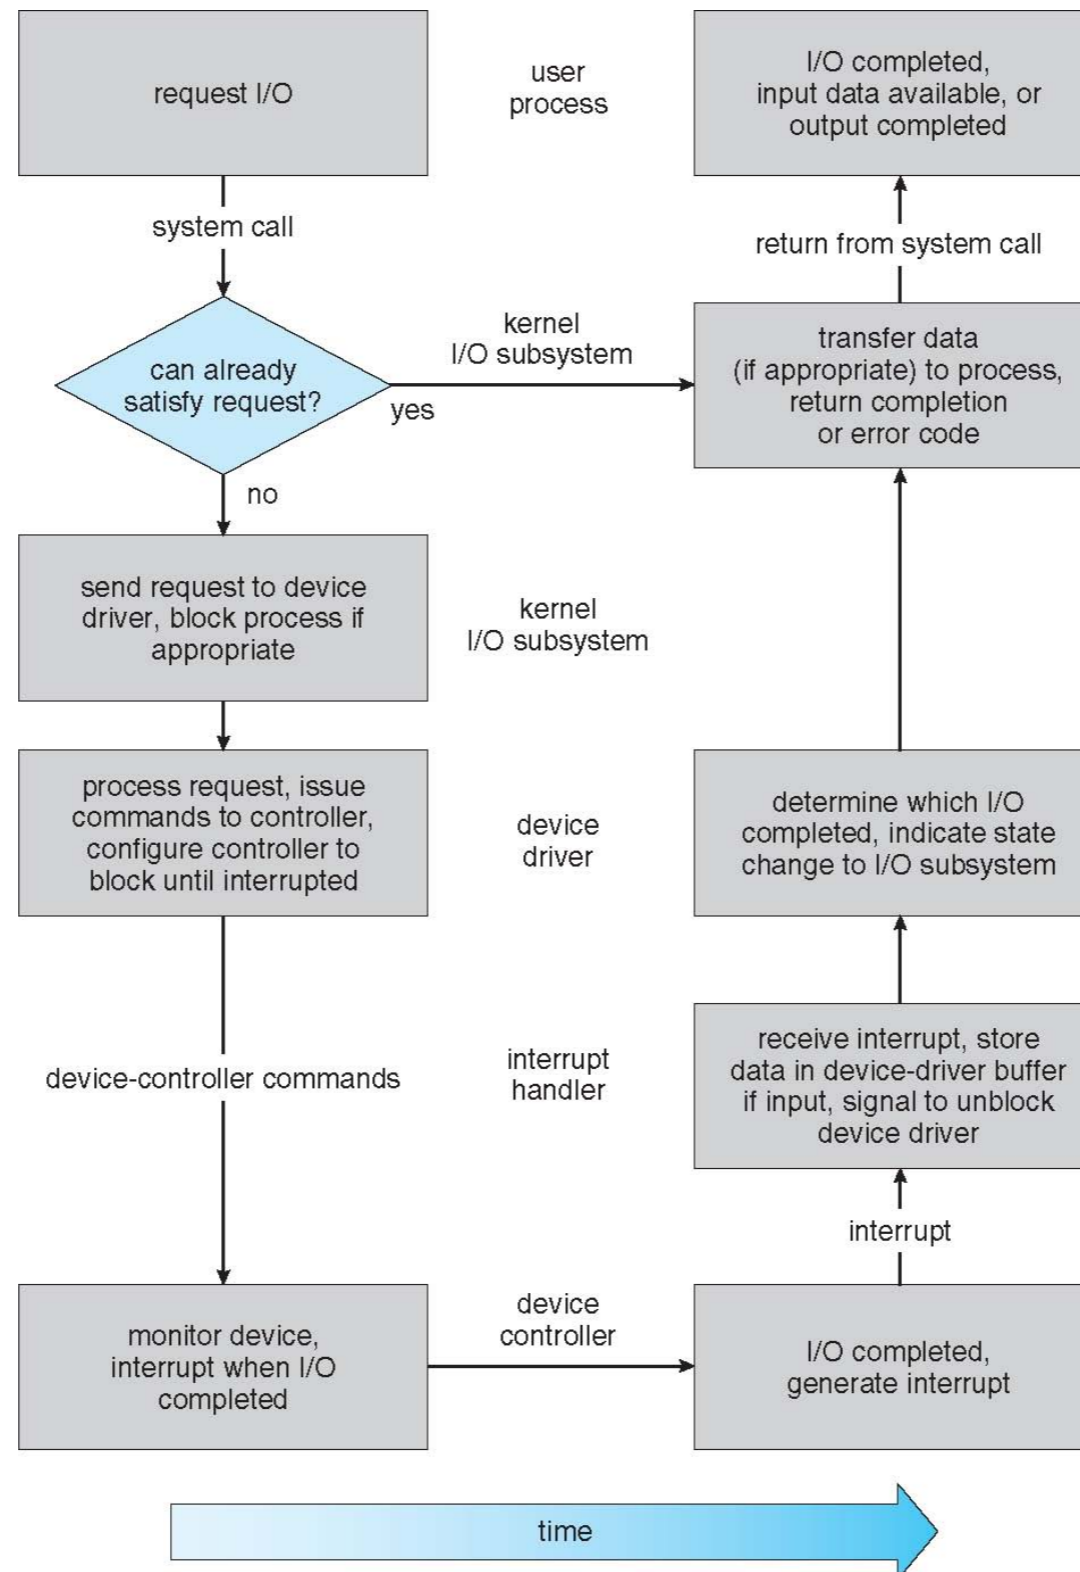 request I/O
user
process
I/O completed,
input data available, or
output completed
system call
return from system call
can already
satisfy request?
kernel
I/O subsystem
yes
transfer data
(if appropriate) to process,
return completion
or error code
no
send request to device
driver, block process if
appropriate
kernel
I/O subsystem
process request, issue
commands to controller,
configure controller to
block until interrupted
device
driver
determine which I/O
completed, indicate state
change to I/O subsystem
device-controller commands
interrupt
handler
receive interrupt, store
data in device-driver buffer
if input, signal to unblock
device driver
interrupt
monitor device,
interrupt when I/O
completed
device
controller
I/O completed,
generate interrupt
time